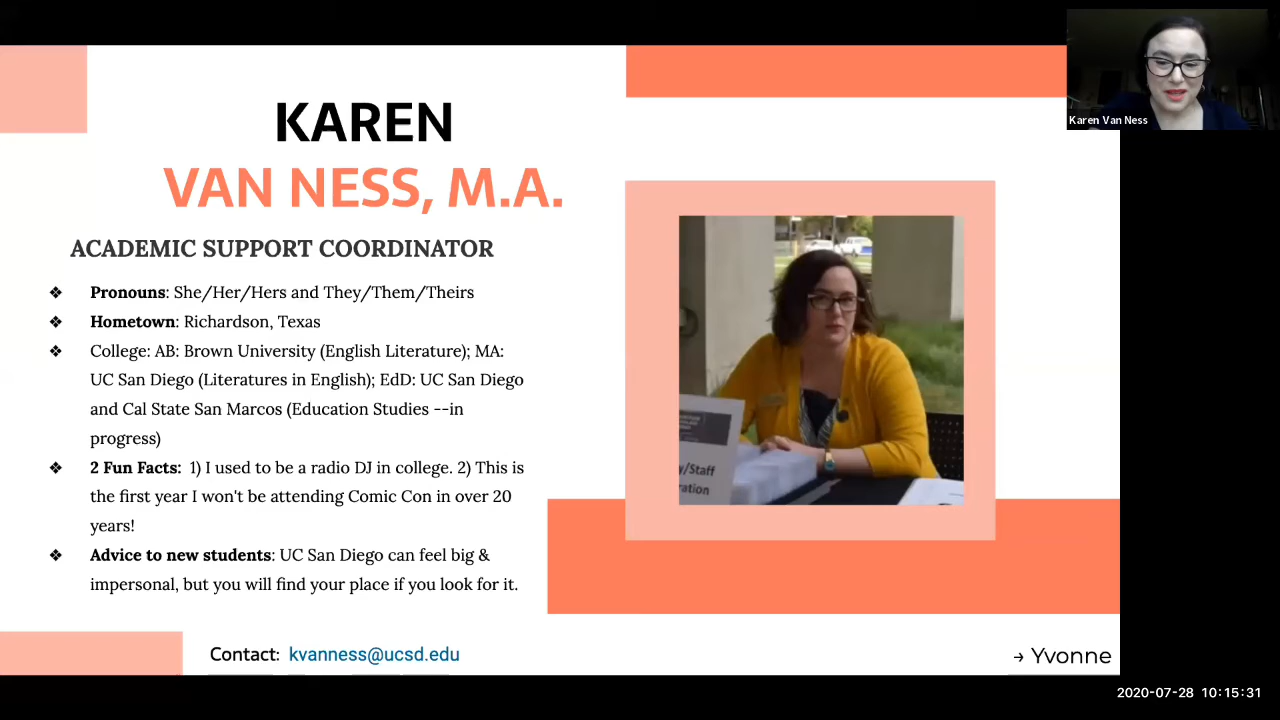 KAREN
VAN NESS, M.A.
ACADEMIC SUPPORT COORDINATOR
❖ Pronouns: She/Her/Hers and They/Them/Theirs
❖ Hometown: Richardson, Texas
❖ College: AB: Brown University (English Literature); MA:
UC San Diego (Literatures in English); EdD: UC San Diego
and Cal State San Marcos (Education Studies --in
progress)
❖ 2 Fun Facts: 1) I used to be a radio DJ in college. 2) This is
the first year I won't be attending Comic Con in over 20
years!
❖ Advice to new students: UC San Diego can feel big &
impersonal, but you will find your place if you look for it.
Contact: kvanness@ucsd.edu
→ Yvonne
Karen Van Ness
y/Staff
ration
2020-07-28 10:15:31